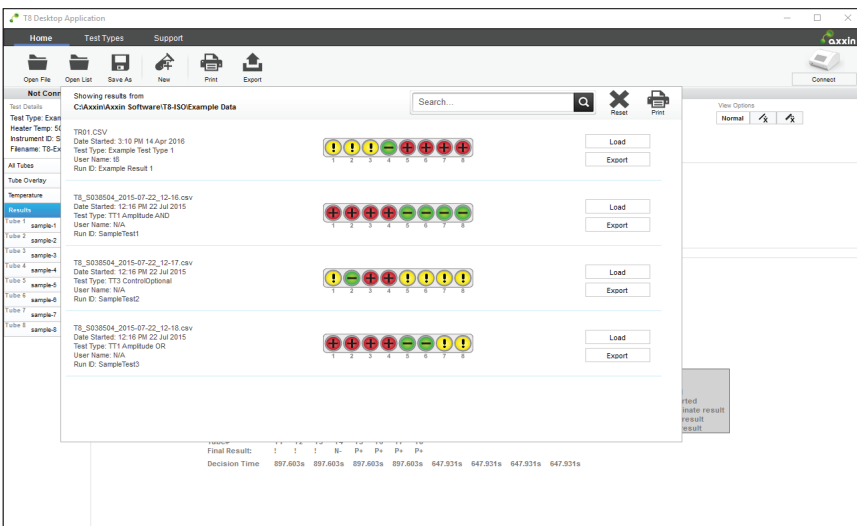 T8 Desktop Application
Home Test Types Support
axxin
Open File Open List Save As New Print Export Connect
Not Conn
Test Details
Test Type: Exan
Heater Temp: 50
Instrument ID: S
Filename: T8-Ex
All Tubes
Tube Overlay
Temperature
Results
Tube 1 sample-1
Tube 2 sample-2
Tube 3 sample-3
Tube 4 sample-4
Tube 5 sample-5
Tube 6 sample-6
Tube 7 sample-7
Tube 8 sample-8
Showing results from
C:\Axxin\Axxin Software\T8-ISO\Example Data
Search...
Reset Print
TR01.CSV
Date Started: 3:10 PM 14 Apr 2016
Test Type: Example Test Type 1
User Name: t8
Run ID: Example Result 1
1 2 3 4 5 6 7 8
Load
Export
T8_S038504_2015-07-22_12-16.csv
Date Started: 12:16 PM 22 Jul 2015
Test Type: TT1 Amplitude AND
User Name: N/A
Run ID: SampleTest1
1 2 3 4 5 6 7 8
Load
Export
T8_S038504_2015-07-22_12-17.csv
Date Started: 12:16 PM 22 Jul 2015
Test Type: TT3 ControlOptional
User Name: N/A
Run ID: SampleTest2
1 2 3 4 5 6 7 8
Load
Export
T8_S038504_2015-07-22_12-18.csv
Date Started: 12:16 PM 22 Jul 2015
Test Type: TT1 Amplitude OR
User Name: N/A
Run ID: SampleTest3
1 2 3 4 5 6 7 8
Load
Export
View Options
Normal
rted
inate result
result
esult
Tube# T1 T2 T3 T4 T5 T6 T7 T8
Final Result: ! ! ! N- P+ P+ P+ P+
Decision Time 897.603s 897.603s 897.603s 897.603s 647.931s 647.931s 647.931s 647.931s